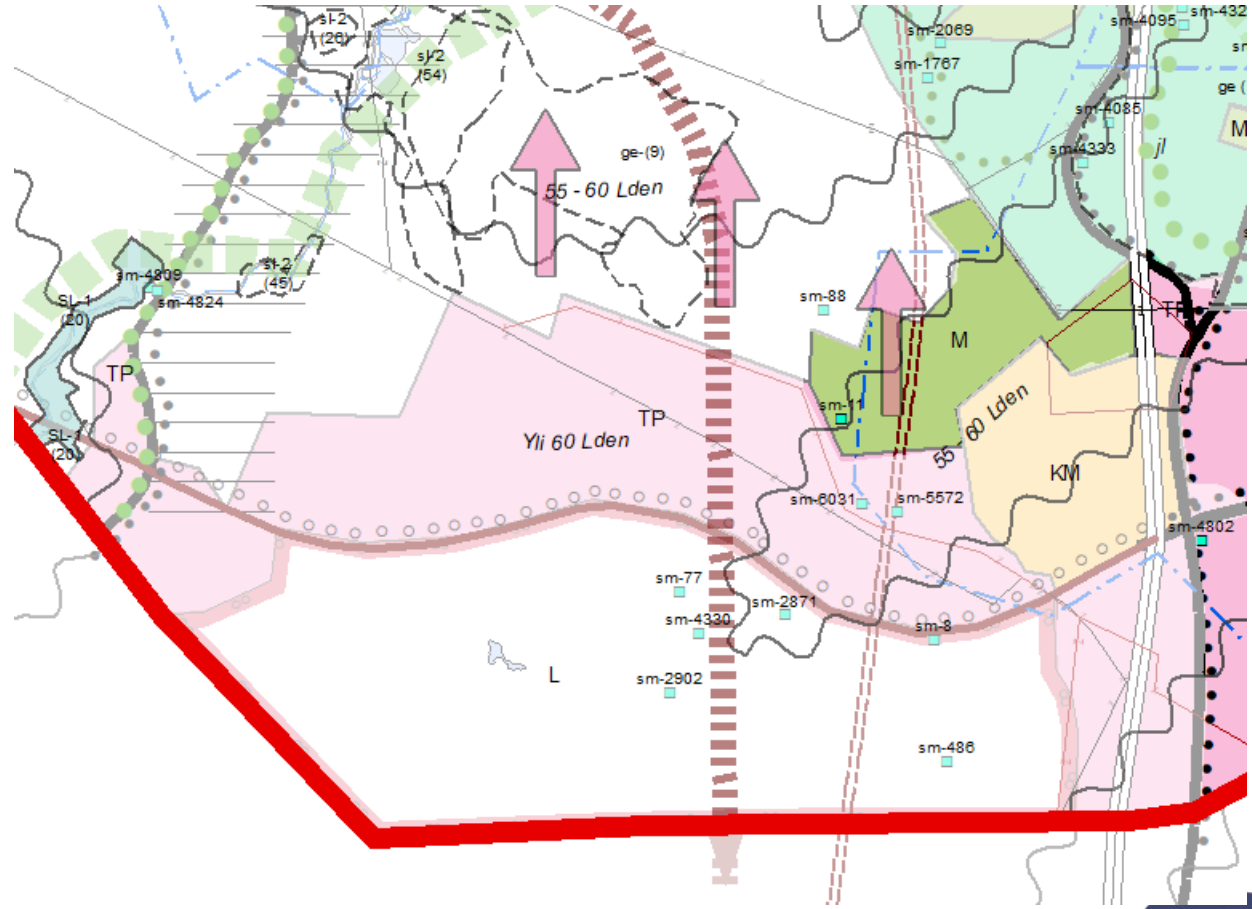 sl-2
(26)
sl-2
(54)
sm-2069
sm-1767
sm-4095
sm-432
sm-4085
sm-4333
jl
ge (
M
ge-(9)
55 - 60 Lden
sl-2
(45)
sm-4809
sm-4824
SL-1
(20)
sm-88
TP
M
TP
sm-11
TP
Yli 60 Lden
55 - 60 Lden
SL-1
(20)
KM
sm-6031
sm-5572
sm-4802
sm-77
sm-2871
sm-4330
sm-8
L
sm-2902
sm-486